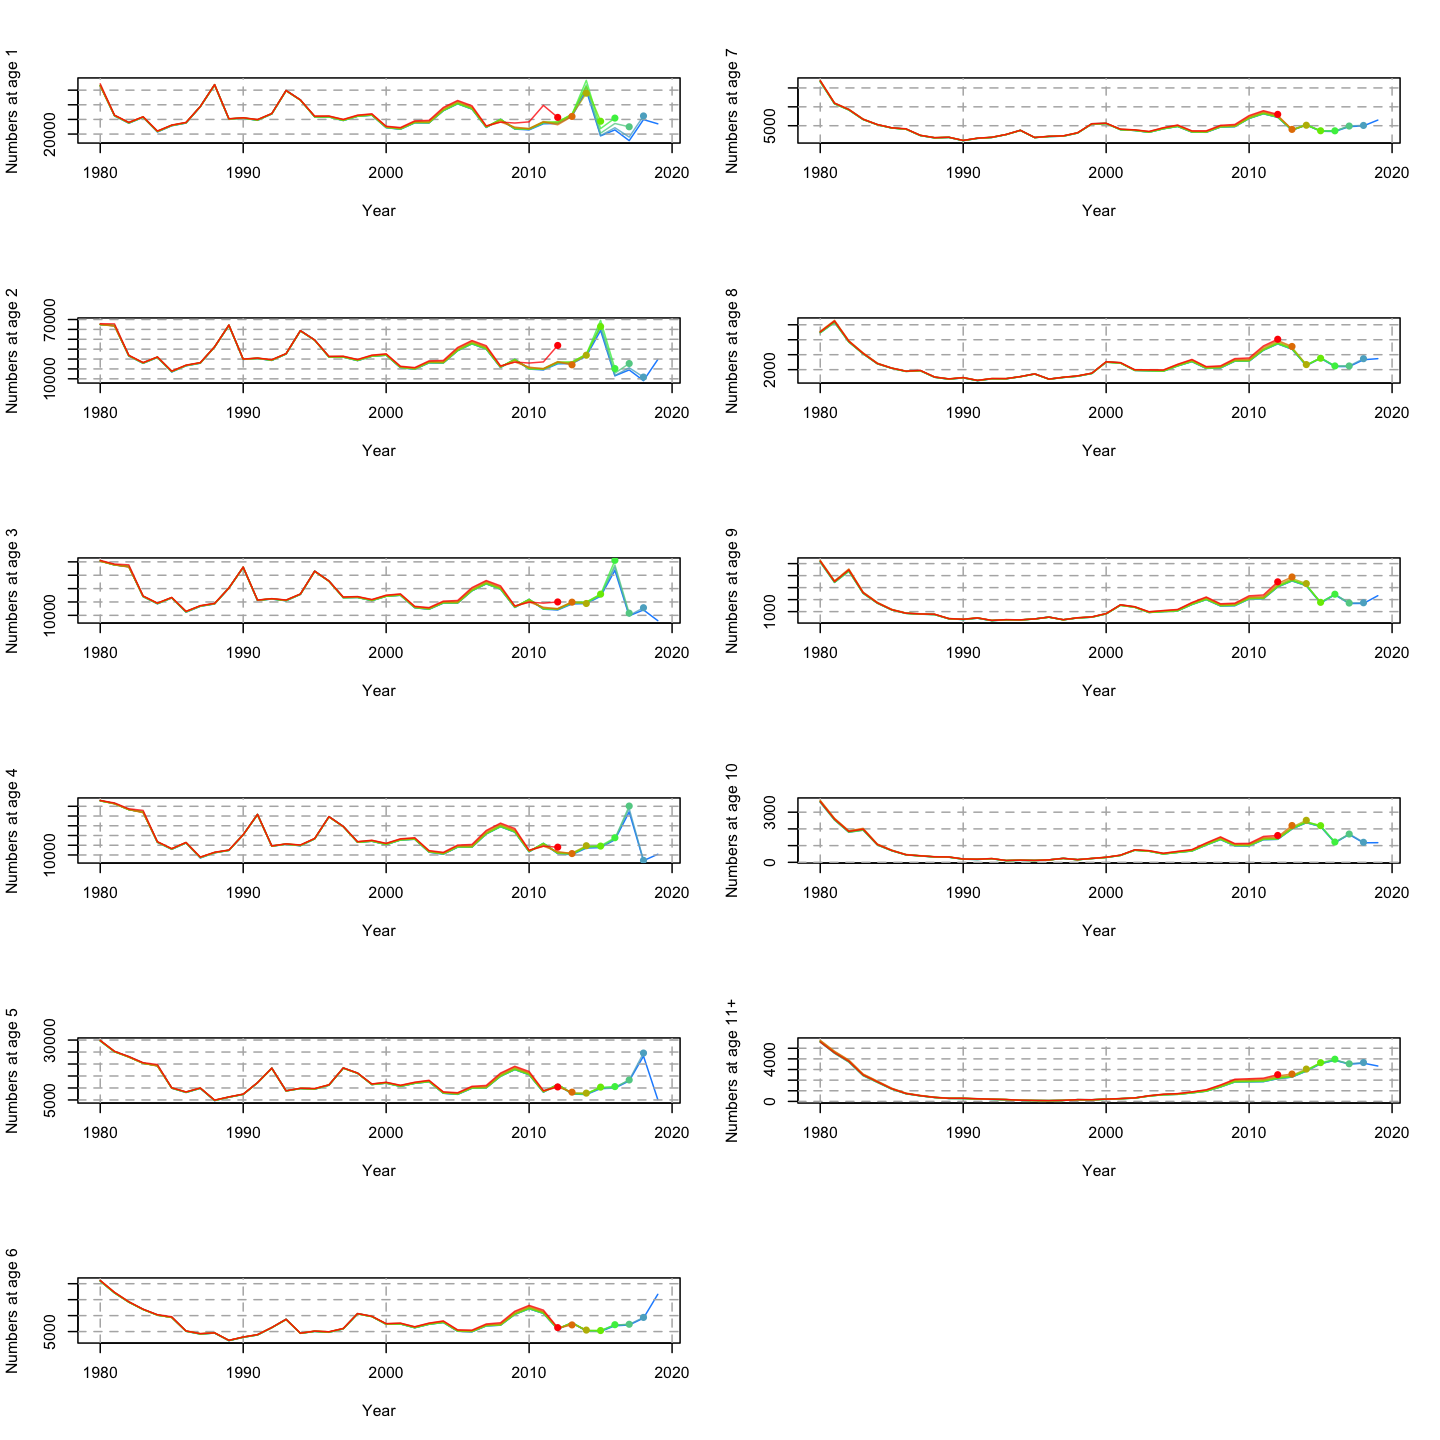 Numbers at age 1
20000
1980 1990 2000 2010 2020
Year
Numbers at age 2
10000 70000
1980 1990 2000 2010 2020
Year
Numbers at age 3
10000
1980 1990 2000 2010 2020
Year
Numbers at age 4
10000
1980 1990 2000 2010 2020
Year
Numbers at age 5
5000 30000
1980 1990 2000 2010 2020
Year
Numbers at age 6
5000
1980 1990 2000 2010 2020
Year
Numbers at age 7
5000
1980 1990 2000 2010 2020
Year
Numbers at age 8
2000
1980 1990 2000 2010 2020
Year
Numbers at age 9
1000
1980 1990 2000 2010 2020
Year
Numbers at age 10
0 3000
1980 1990 2000 2010 2020
Year
Numbers at age 11+
0 4000
1980 1990 2000 2010 2020
Year